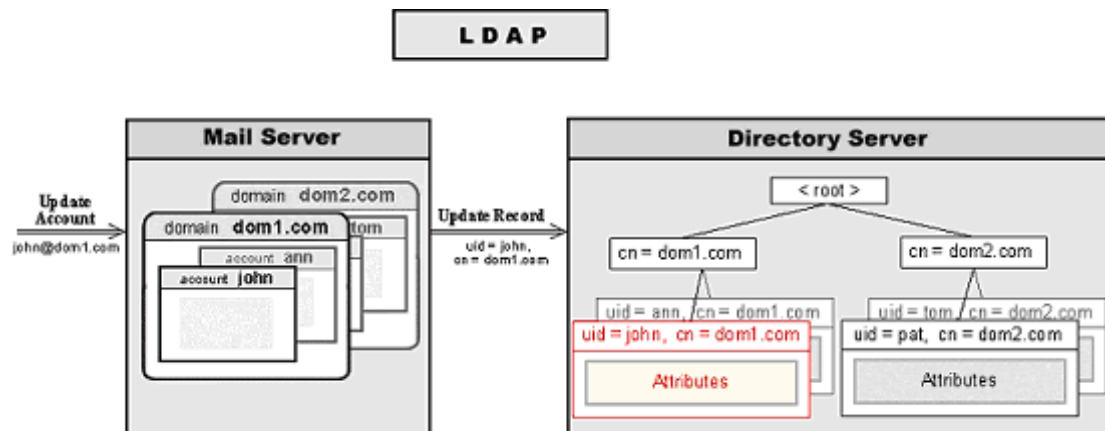 L D A P
Mail Server
Directory Server
Update
Account
john@dom1.com
domain dom2.com
domain dom1.com
tom
account ann
account john
Update Record
uid = john,
cn = dom1.com
< root >
cn = dom1.com
cn = dom2.com
uid = ann, cn = dom1.com
uid = tom, cn = dom2.com
uid = john, cn = dom1.com
uid = pat, cn = dom2.com
Attributes
Attributes